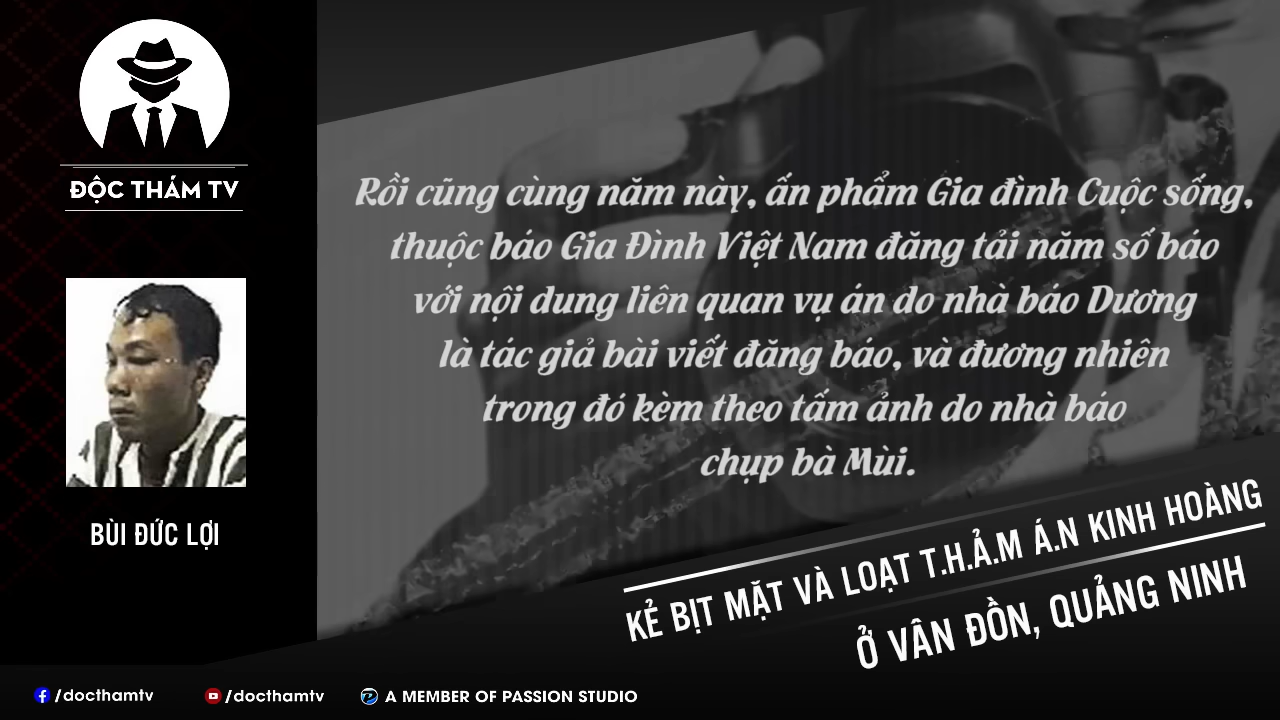 ĐỘC THÁM TV
BÙI ĐỨC LỢI
Rồi cũng cùng năm này, ấn phẩm Gia đình Cuộc sống,
thuộc báo Gia Đình Việt Nam đăng tải năm số báo
với nội dung liên quan vụ án do nhà báo Dương
là tác giả bài viết đăng báo, và đương nhiên
trong đó kèm theo tấm ảnh do nhà báo
chụp bà Mùi.
KẺ BỊT MẶT VÀ LOẠT T.H.Ả.M Á.N KINH HOÀNG
Ở VÂN ĐỒN, QUẢNG NINH
/docthamtv
/docthamtv
A MEMBER OF PASSION STUDIO